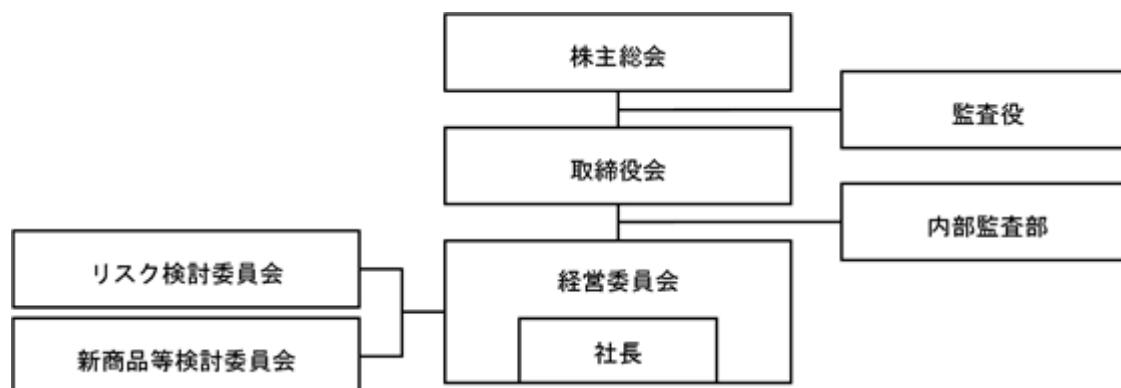 株主総会
監査役
取締役会
内部監査部
リスク検討委員会
経営委員会
新商品等検討委員会
社長